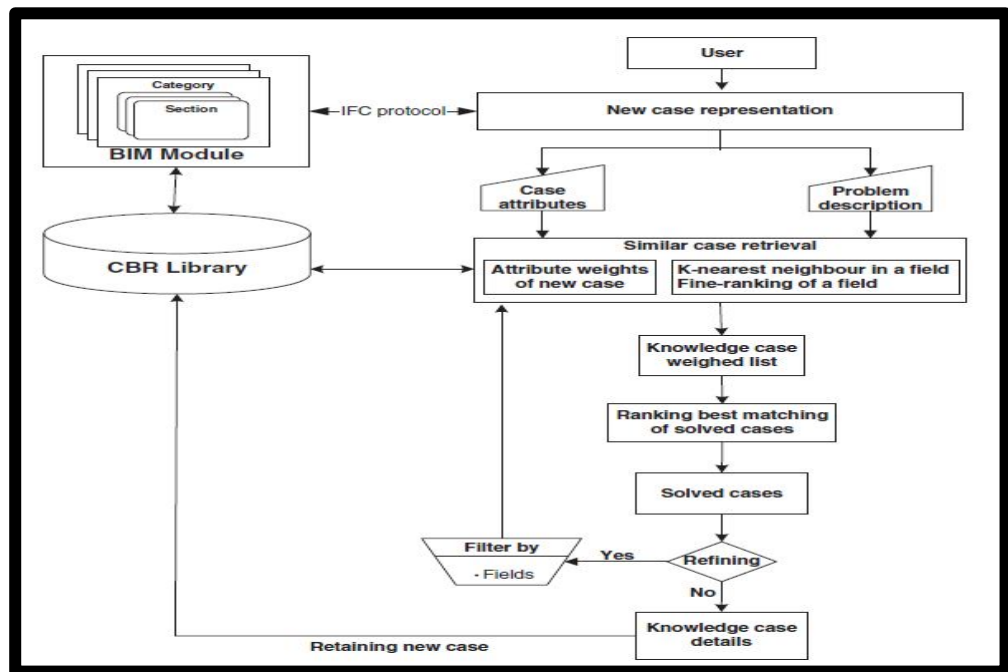 User
Category
Section
BIM Module
IFC protocol
New case representation
Case
attributes
Problem
description
CBR Library
Similar case retrieval
Attribute weights
of new case
K-nearest neighbour in a field
Fine-ranking of a field
Knowledge case
weighed list
Ranking best matching
of solved cases
Solved cases
Filter by
- Fields
Yes
Refining
No
Knowledge case
details
Retaining new case